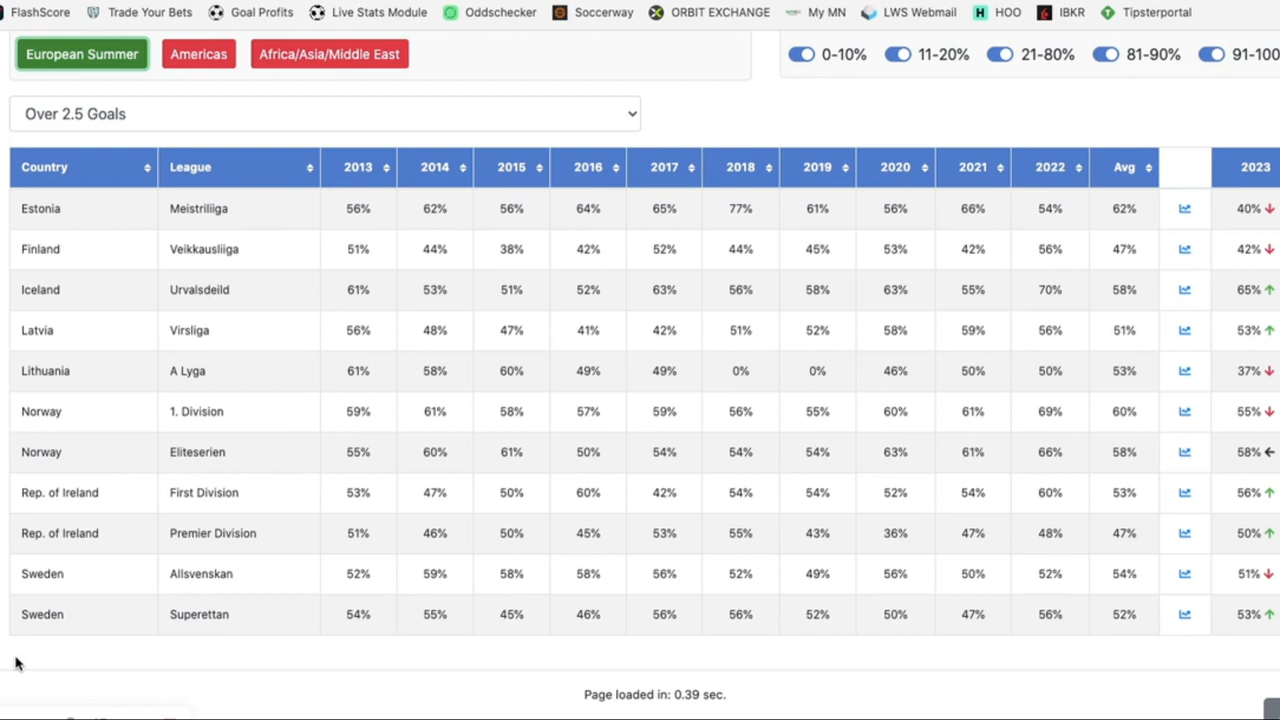 FlashScore Trade Your Bets Goal Profits Live Stats Module Oddschecker Soccerway ORBIT EXCHANGE My MN LWS Webmail HOO IBKR Tipsterportal
European Summer Americas Africa/Asia/Middle East 0-10% 11-20% 21-80% 81-90% 91-100
Over 2.5 Goals
Country League 2013 2014 2015 2016 2017 2018 2019 2020 2021 2022 Avg 2023
Estonia Meistriliiga 56% 62% 56% 64% 65% 77% 61% 56% 66% 54% 62% 40% ↓
Finland Veikkausliiga 51% 44% 38% 42% 52% 44% 45% 53% 42% 56% 47% 42% ↓
Iceland Urvalsdeild 61% 53% 51% 52% 63% 56% 58% 63% 55% 70% 58% 65% ↑
Latvia Virsliga 56% 48% 47% 41% 42% 51% 52% 58% 59% 56% 51% 53% ↑
Lithuania A Lyga 61% 58% 60% 49% 49% 0% 0% 46% 50% 50% 53% 37% ↓
Norway 1. Division 59% 61% 58% 57% 59% 56% 55% 60% 61% 69% 60% 55% ↓
Norway Eliteserien 55% 60% 61% 50% 54% 54% 54% 63% 61% 66% 58% 58% ←
Rep. of Ireland First Division 53% 47% 50% 60% 42% 54% 54% 52% 54% 60% 53% 56% ↑
Rep. of Ireland Premier Division 51% 46% 50% 45% 53% 55% 43% 36% 47% 48% 47% 50% ↑
Sweden Allsvenskan 52% 59% 58% 58% 56% 52% 49% 56% 50% 52% 54% 51% ↓
Sweden Superettan 54% 55% 45% 46% 56% 56% 52% 50% 47% 56% 52% 53% ↑
Page loaded in: 0.39 sec.